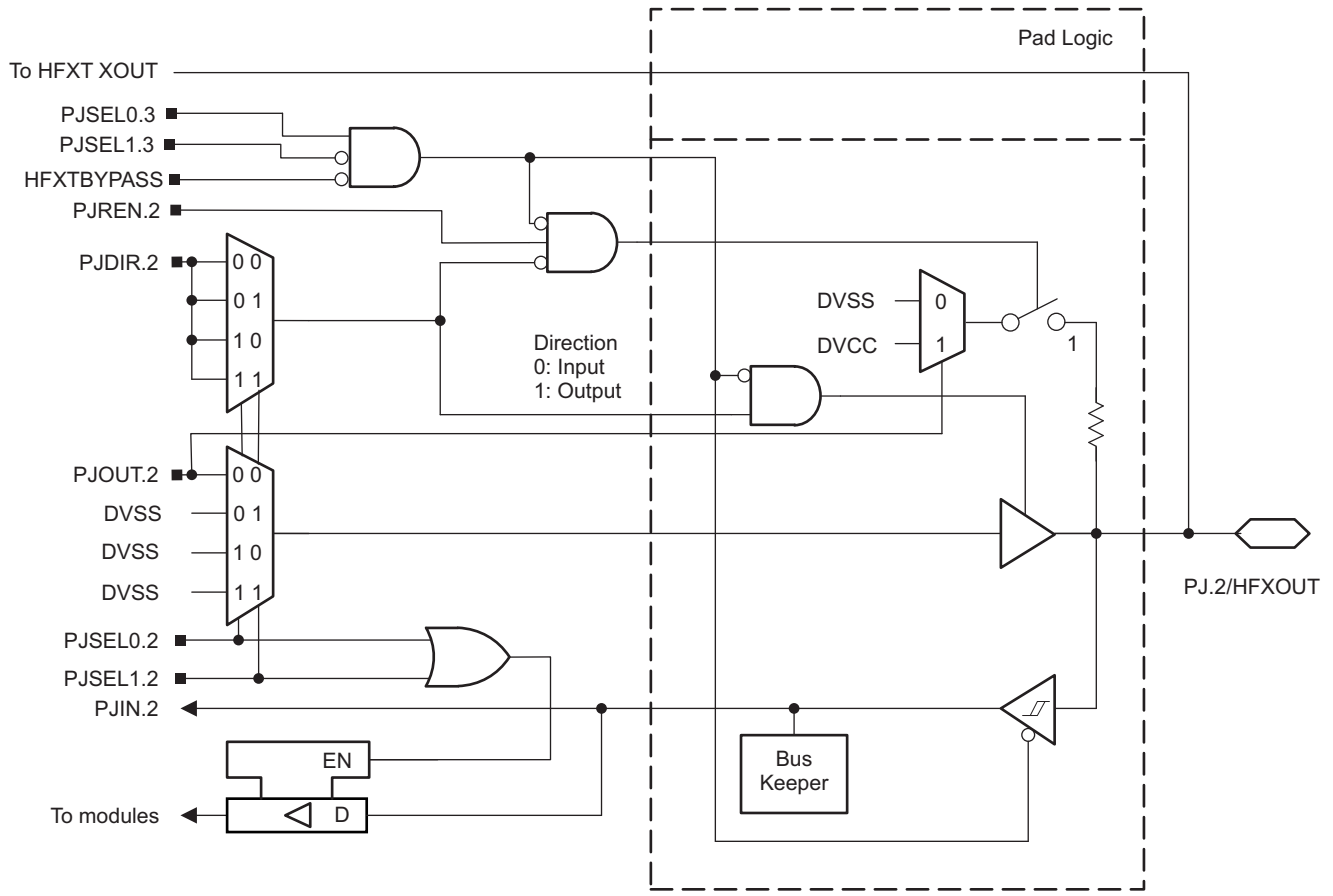 Pad Logic
To HFXT XOUT
PJSEL0.3
PJSEL1.3
HFXTBYPASS
PJREN.2
PJDIR.2
0 0
0 1
1 0
1 1
Direction
0: Input
1: Output
DVSS
0
DVCC
1
1
PJOUT.2
0 0
DVSS
0 1
DVSS
1 0
DVSS
1 1
PJ.2/HFXOUT
PJSEL0.2
PJSEL1.2
PJIN.2
EN
Bus
Keeper
To modules
D